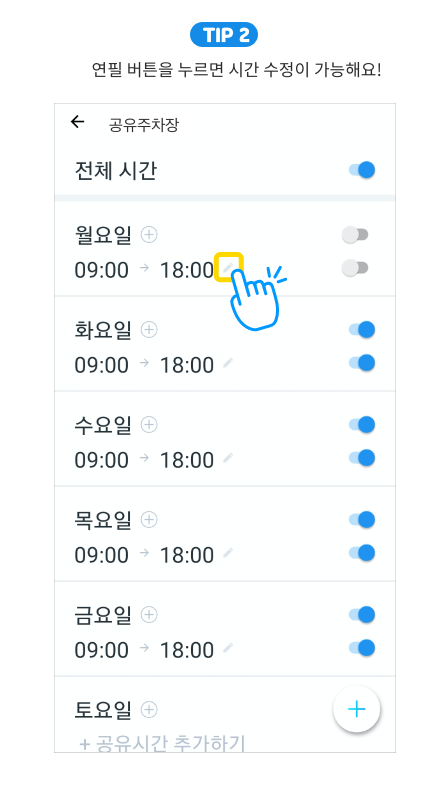 TIP 2
연필 버튼을 누르면 시간 수정이 가능해요!
← 공유주차장
전체 시간
월요일
09:00 → 18:00
화요일
09:00 → 18:00
수요일
09:00 → 18:00
목요일
09:00 → 18:00
금요일
09:00 → 18:00
토요일
+ 공유시간 추가하기